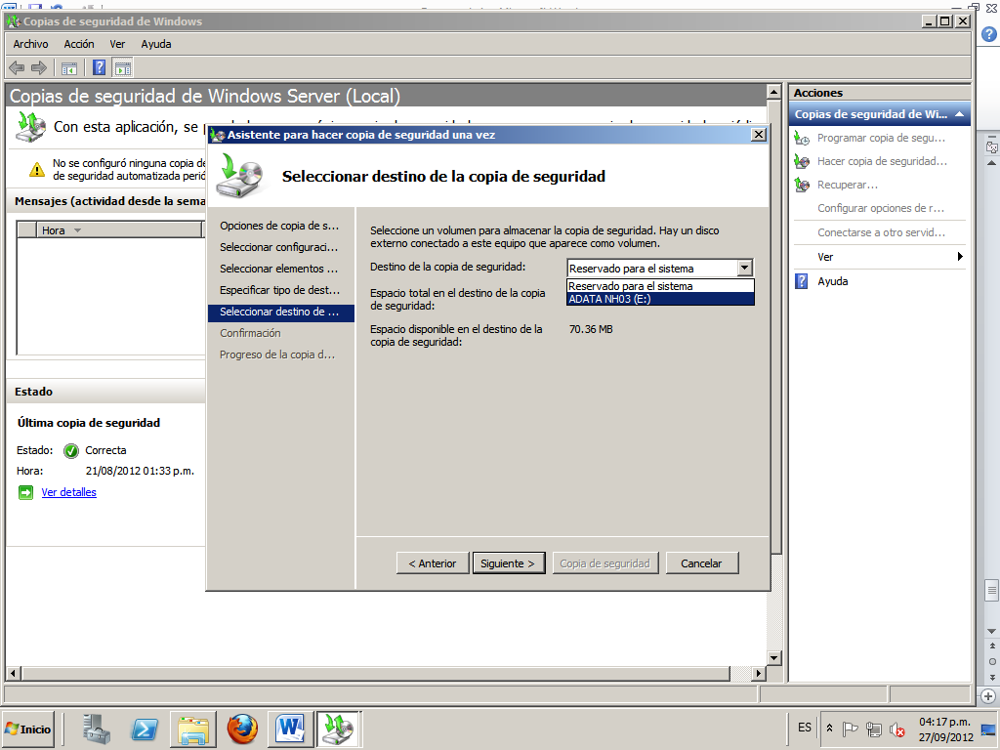 Copias de seguridad de Windows
Archivo Acción Ver Ayuda
Copias de seguridad de Windows Server (Local)
Con esta aplicación, se
No se configuró ninguna copia de
de seguridad automatizada perió
Mensajes (actividad desde la sema
Hora
Estado
Última copia de seguridad
Estado: Correcta
Hora: 21/08/2012 01:33 p.m.
Ver detalles
Asistente para hacer copia de seguridad una vez
Seleccionar destino de la copia de seguridad
Opciones de copia de s...
Seleccionar configuraci...
Seleccionar elementos ...
Especificar tipo de dest...
Seleccionar destino de ...
Confirmación
Progreso de la copia d...
Seleccione un volumen para almacenar la copia de seguridad. Hay un disco
externo conectado a este equipo que aparece como volumen.
Destino de la copia de seguridad: Reservado para el sistema
Reservado para el sistema
ADATA NH03 (E:)
Espacio total en el destino de la copia
de seguridad:
Espacio disponible en el destino de la
copia de seguridad:
70.36 MB
< Anterior Siguiente > Copia de seguridad Cancelar
Acciones
Copias de seguridad de Wi...
Programar copia de segu...
Hacer copia de seguridad...
Recuperar...
Configurar opciones de r...
Conectarse a otro servid...
Ver
Ayuda
Inicio
ES
04:17 p.m.
27/09/2012